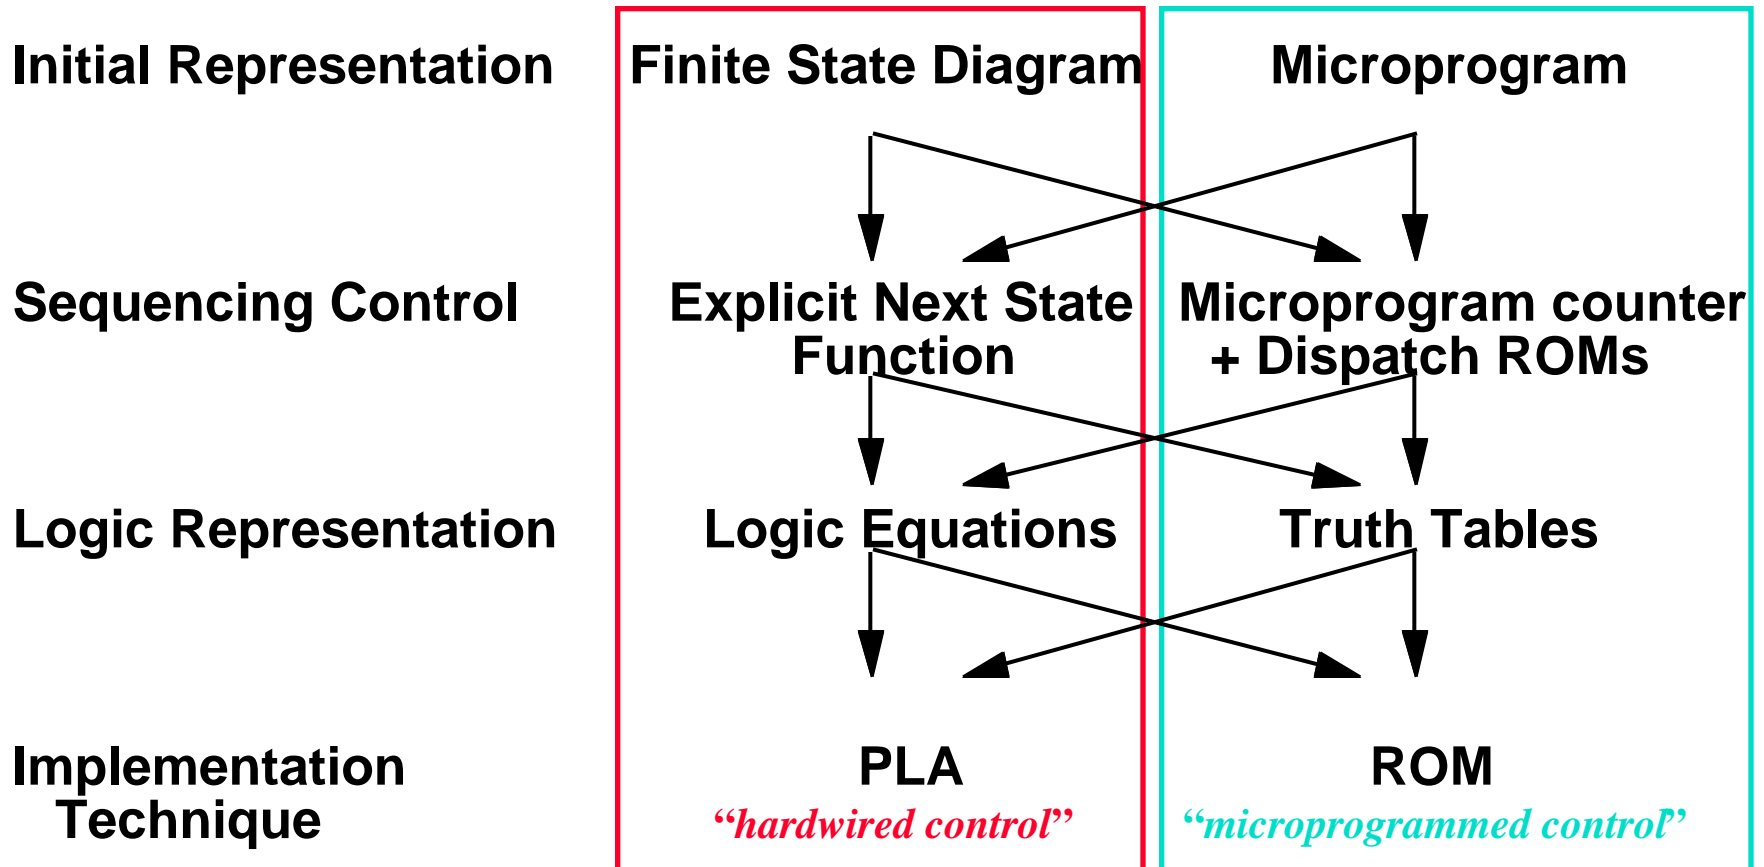 Initial Representation Finite State Diagram Microprogram
Sequencing Control Explicit Next State Microprogram counter
Function + Dispatch ROMs
Logic Representation Logic Equations Truth Tables
Implementation PLA ROM
Technique “hardwired control” “microprogrammed control”